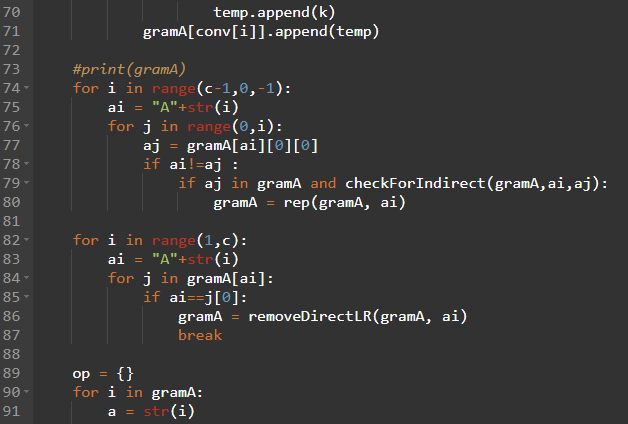 70 temp.append(k)
71 gramA[conv[i]].append(temp)
72
73 #print(gramA)
74 for i in range(c-1,0,-1):
75 ai = "A"+str(i)
76 for j in range(0,i):
77 aj = gramA[ai][0][0]
78 if ai!=aj :
79 if aj in gramA and checkForIndirect(gramA,ai,aj):
80 gramA = rep(gramA, ai)
81
82 for i in range(1,c):
83 ai = "A"+str(i)
84 for j in gramA[ai]:
85 if ai==j[0]:
86 gramA = removeDirectLR(gramA, ai)
87 break
88
89 op = {}
90 for i in gramA:
91 a = str(i)